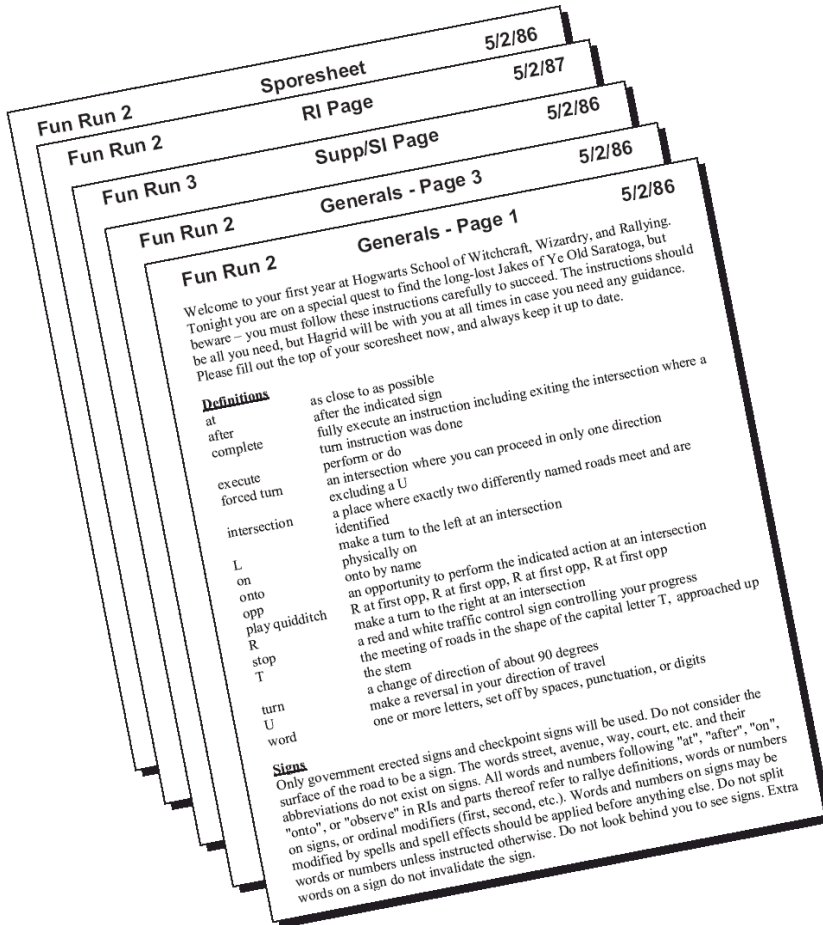 Fun Run 2 Sporesheet 5/2/86
Fun Run 2 RI Page 5/2/87
Fun Run 3 Supp/SI Page 5/2/86
Fun Run 2 Generals - Page 3 5/2/86
Fun Run 2 Generals - Page 1 5/2/86
Welcome to your first year at Hogwarts School of Witchcraft, Wizardry, and Rallying.
Tonight you are on a special quest to find the long-lost Jakes of Ye Old Saratoga, but
beware – you must follow these instructions carefully to succeed. The instructions should
be all you need, but Hagrid will be with you at all times in case you need any guidance.
Please fill out the top of your scoresheet now, and always keep it up to date.
Definitions
at as close to as possible
after after the indicated sign
complete fully execute an instruction including exiting the intersection where a
turn instruction was done
execute perform or do
forced turn an intersection where you can proceed in only one direction
excluding a U
intersection a place where exactly two differently named roads meet and are
identified
L make a turn to the left at an intersection
on physically on
onto onto by name
opp an opportunity to perform the indicated action at an intersection
play quidditch R at first opp, R at first opp, R at first opp, R at first opp
R make a turn to the right at an intersection
stop a red and white traffic control sign controlling your progress
T the meeting of roads in the shape of the capital letter T, approached up
the stem
turn a change of direction of about 90 degrees
U make a reversal in your direction of travel
word one or more letters, set off by spaces, punctuation, or digits
Signs
Only government erected signs and checkpoint signs will be used. Do not consider the
surface of the road to be a sign. The words street, avenue, way, court, etc. and their
abbreviations do not exist on signs. All words and numbers following "at", "after", "on",
"onto", or "observe" in RIs and parts thereof refer to rallye definitions, words or numbers
on signs, or ordinal modifiers (first, second, etc.). Words and numbers on signs may be
modified by spells and spell effects should be applied before anything else. Do not split
words or numbers unless instructed otherwise. Do not look behind you to see signs. Extra
words on a sign do not invalidate the sign.